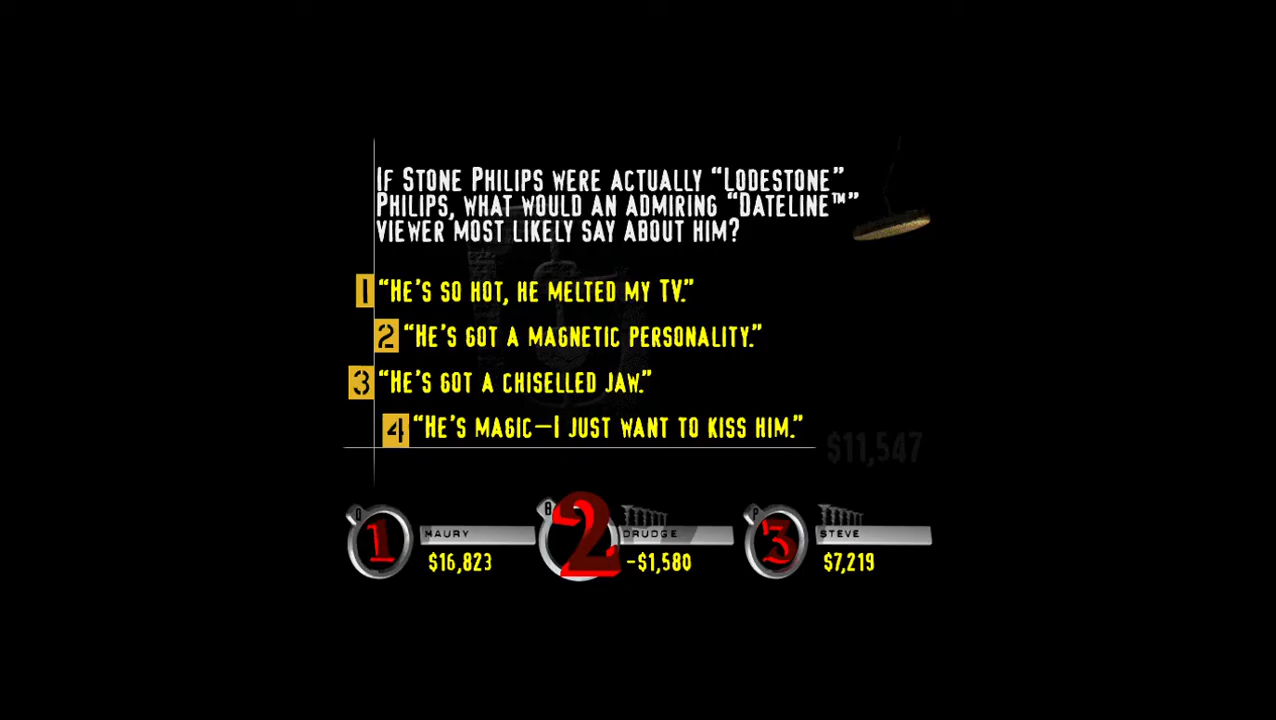 If Stone Philips were actually “Lodestone”
Philips, what would an admiring “Dateline™”
viewer most likely say about him?
1 “He’s so hot, he melted my TV.”
2 “He’s got a magnetic personality.”
3 “He’s got a chiselled jaw.”
4 “He’s magic—I just want to kiss him.”
$11,547
Q B P
1 MAURY 2 DRUDGE 3 STEVE
$16,823 -$1,580 $7,219